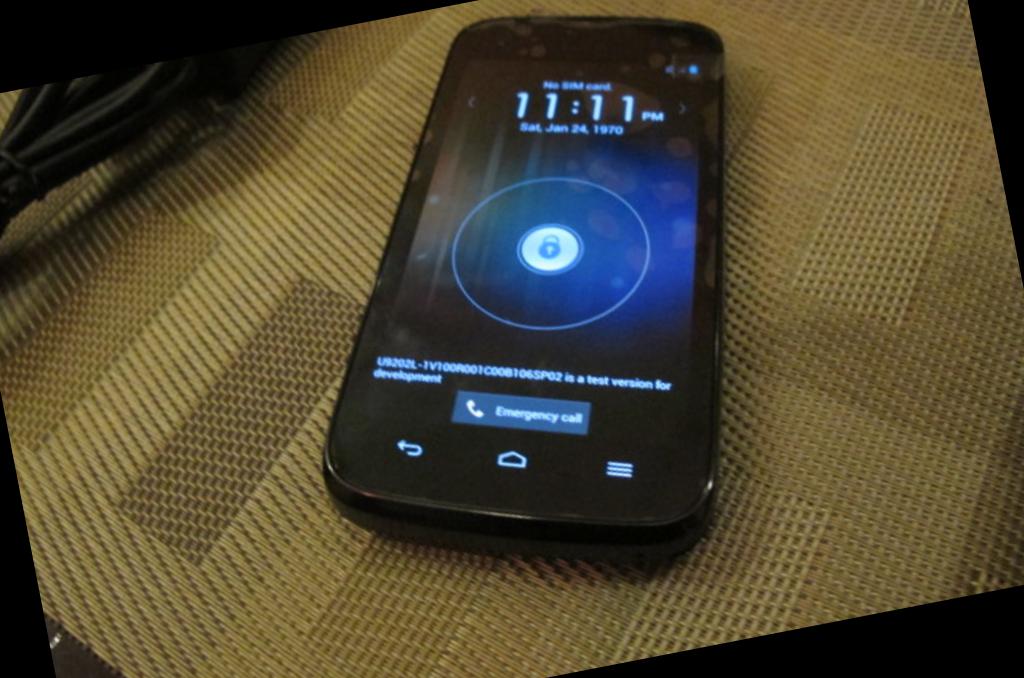 No SIM card.
11:11 PM
Sat, Jan 24, 1970
U9202L-1V100R001C00B106SP02 is a test version for
development
Emergency call